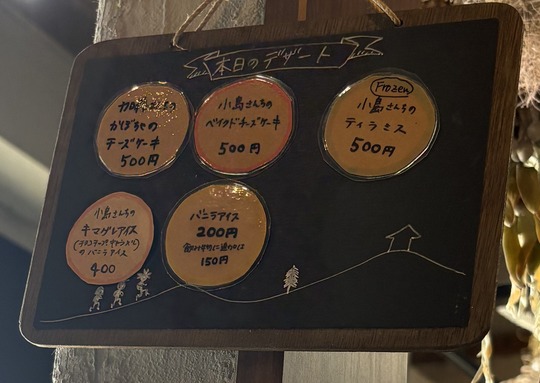 本日のデザート
かぼちゃの
チーズケーキ
500円
小島さんちの
ベイクドチーズケーキ
500円
Frozen
小島さんちの
ティラミス
500円
小島さんちの
キマグレアイス
のバニラアイス
400
バニラアイス
200円
150円